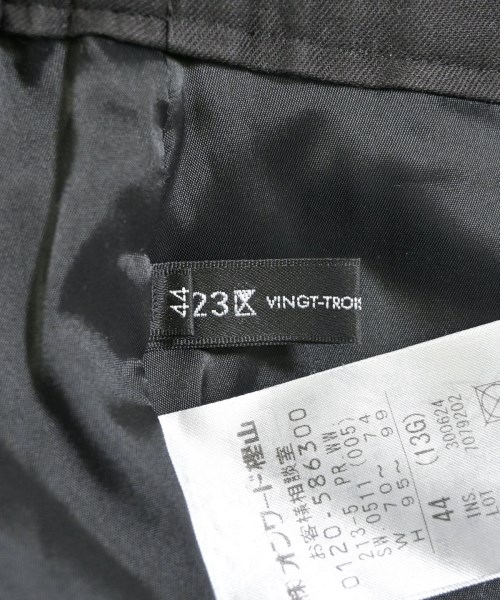 44
23区 VINGT-TROIS
㈱オンワード樫山
お客様相談室
0120-586300
213-5 PR WW
SW 0511 (005)
W 70~ 74
H 95~ 99
44 (13G)
INS 300624
LOT 7019202